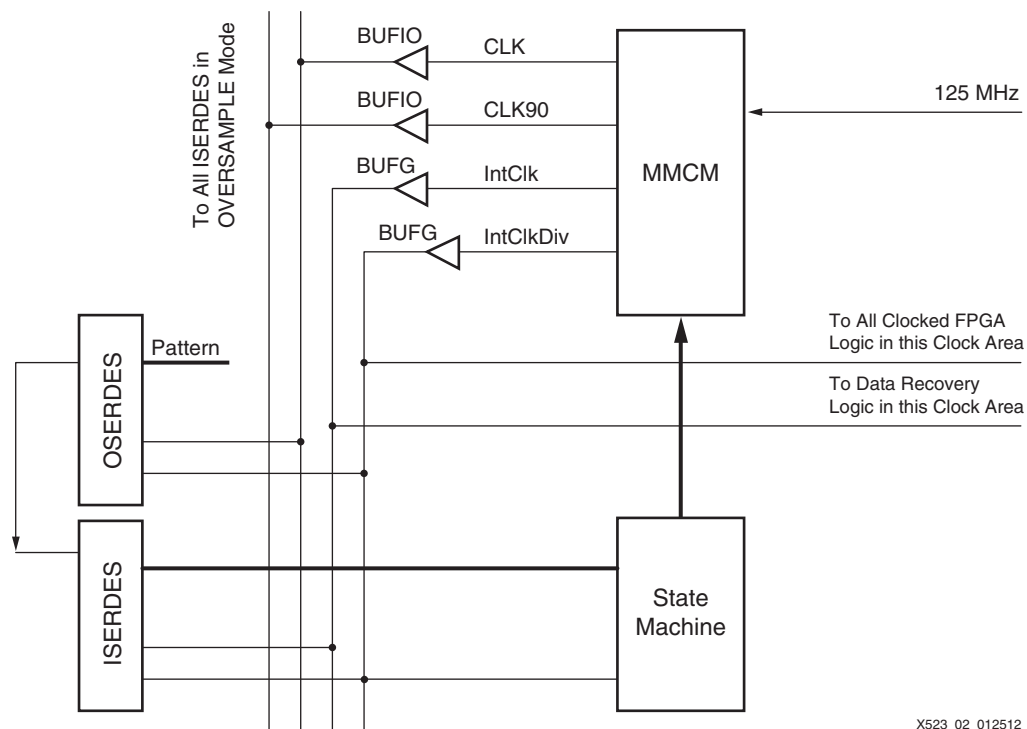 To All ISERDES in
OVERSAMPLE Mode
BUFIO
CLK
BUFIO
CLK90
BUFG
IntClk
BUFG
IntClkDiv
MMCM
125 MHz
To All Clocked FPGA
Logic in this Clock Area
To Data Recovery
Logic in this Clock Area
OSERDES
Pattern
ISERDES
State
Machine
X523_02_012512